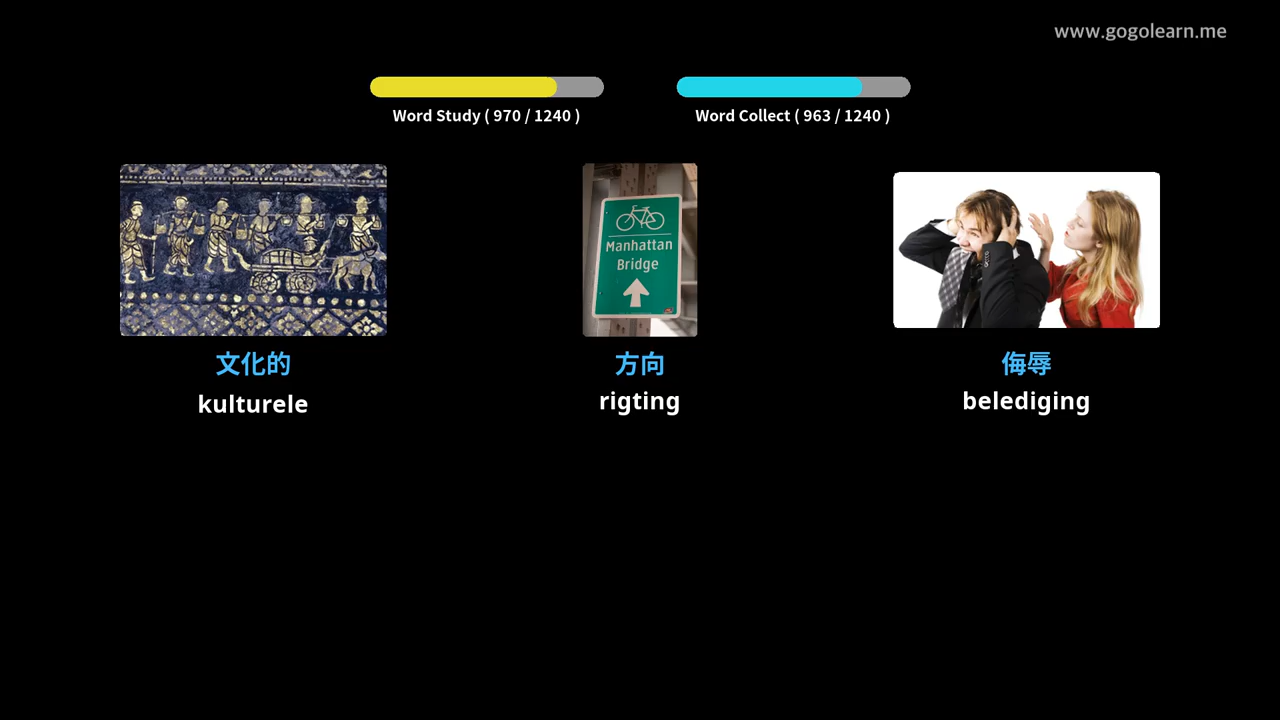 www.gogolearn.me
Word Study ( 970 / 1240 )
Word Collect ( 963 / 1240 )
Manhattan
Bridge
文化的
kulturele
方向
rigting
侮辱
belediging